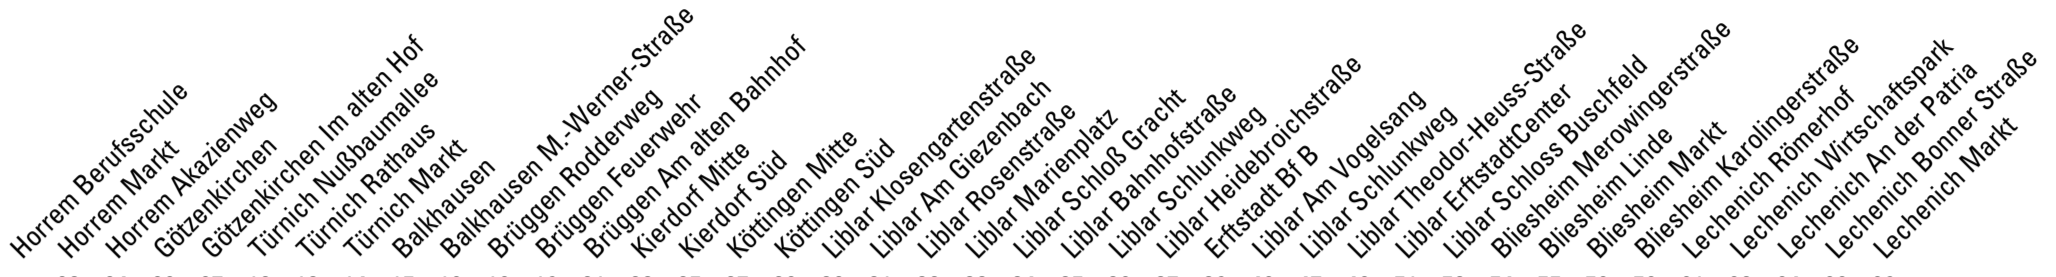 Horrem Berufsschule
Horrem Markt
Horrem Akazienweg
Götzenkirchen
Götzenkirchen Im alten Hof
Türnich Nußbaumallee
Türnich Rathaus
Türnich Markt
Balkhausen
Balkhausen M.-Werner-Straße
Brüggen Rodderweg
Brüggen Feuerwehr
Brüggen Am alten Bahnhof
Kierdorf Mitte
Kierdorf Süd
Köttingen Mitte
Köttingen Süd
Liblar Klosengartenstraße
Liblar Am Giezenbach
Liblar Rosenstraße
Liblar Marienplatz
Liblar Schloß Gracht
Liblar Bahnhofstraße
Liblar Schlunkweg
Liblar Heidebroichstraße
Erftstadt Bf B
Liblar Am Vogelsang
Liblar Schlunkweg
Liblar Theodor-Heuss-Straße
Liblar ErftstadtCenter
Liblar Schloss Buschfeld
Bliesheim Merowingerstraße
Bliesheim Linde
Bliesheim Markt
Bliesheim Karolingerstraße
Lechenich Römerhof
Lechenich Wirtschaftspark
Lechenich An der Patria
Lechenich Bonner Straße
Lechenich Markt